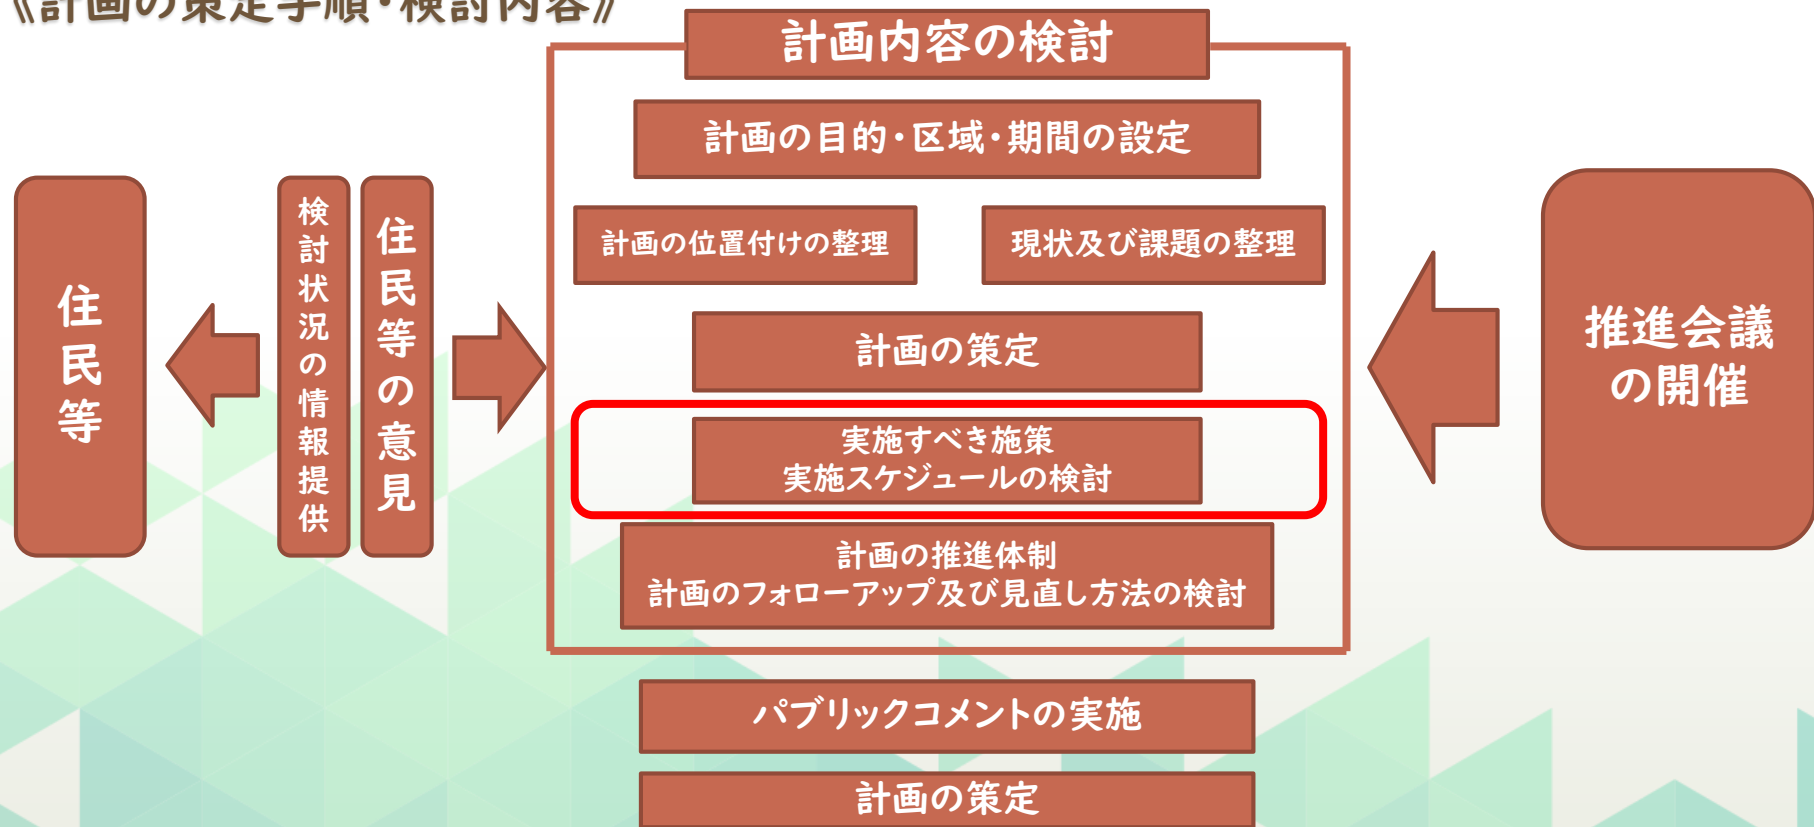 《計画の策定手順・検討内容》
計画内容の検討
計画の目的・区域・期間の設定
計画の位置付けの整理
現状及び課題の整理
計画の策定
実施すべき施策
実施スケジュールの検討
計画の推進体制
計画のフォローアップ及び見直し方法の検討
住民等
検討状況の情報提供
住民等の意見
推進会議
の開催
パブリックコメントの実施
計画の策定